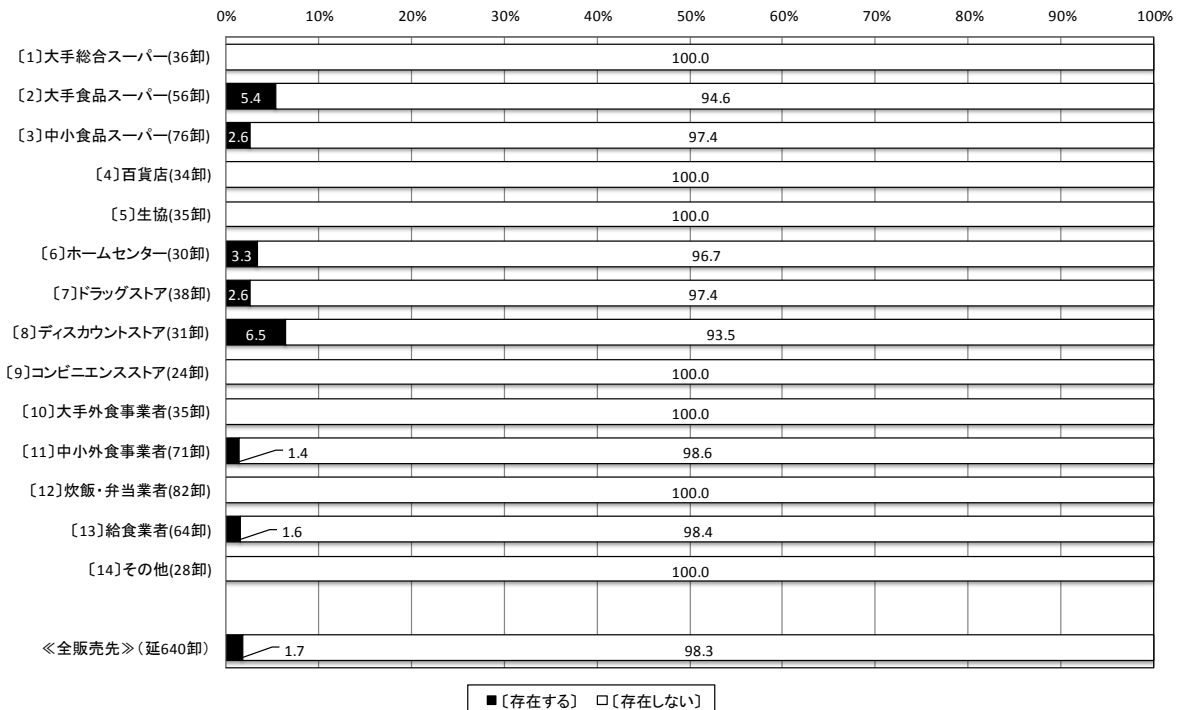 0% 10% 20% 30% 40% 50% 60% 70% 80% 90% 100%
〔1〕大手総合スーパー(36卸) 100.0
〔2〕大手食品スーパー(56卸) 5.4 94.6
〔3〕中小食品スーパー(76卸) 2.6 97.4
〔4〕百貨店(34卸) 100.0
〔5〕生協(35卸) 100.0
〔6〕ホームセンター(30卸) 3.3 96.7
〔7〕ドラッグストア(38卸) 2.6 97.4
〔8〕ディスカウントストア(31卸) 6.5 93.5
〔9〕コンビニエンスストア(24卸) 100.0
〔10〕大手外食事業者(35卸) 100.0
〔11〕中小外食事業者(71卸) 1.4 98.6
〔12〕炊飯・弁当業者(82卸) 100.0
〔13〕給食業者(64卸) 1.6 98.4
〔14〕その他(28卸) 100.0
≪全販売先≫(延640卸) 1.7 98.3
■〔存在する〕 □〔存在しない〕